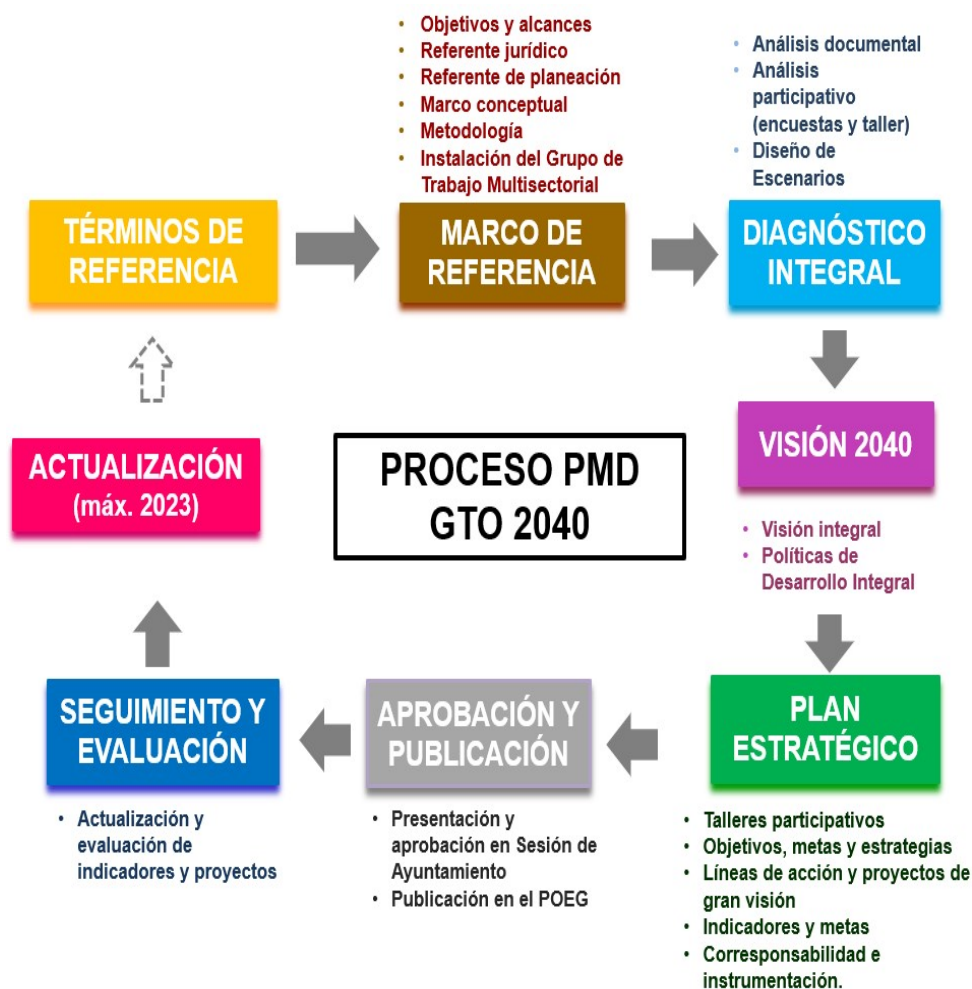 • Objetivos y alcances
• Referente jurídico
• Referente de planeación
• Marco conceptual
• Metodología
• Instalación del Grupo de
Trabajo Multisectorial
• Análisis documental
• Análisis
participativo
(encuestas y taller)
• Diseño de
Escenarios
TÉRMINOS DE
REFERENCIA
MARCO DE
REFERENCIA
DIAGNÓSTICO
INTEGRAL
VISIÓN 2040
• Visión integral
• Políticas de
Desarrollo Integral
ACTUALIZACIÓN
(máx. 2023)
PROCESO PMD
GTO 2040
SEGUIMIENTO Y
EVALUACIÓN
• Actualización y
evaluación de
indicadores y proyectos
APROBACIÓN Y
PUBLICACIÓN
• Presentación y
aprobación en Sesión de
Ayuntamiento
• Publicación en el POEG
PLAN
ESTRATÉGICO
• Talleres participativos
• Objetivos, metas y estrategias
• Líneas de acción y proyectos de
gran visión
• Indicadores y metas
• Corresponsabilidad e
instrumentación.